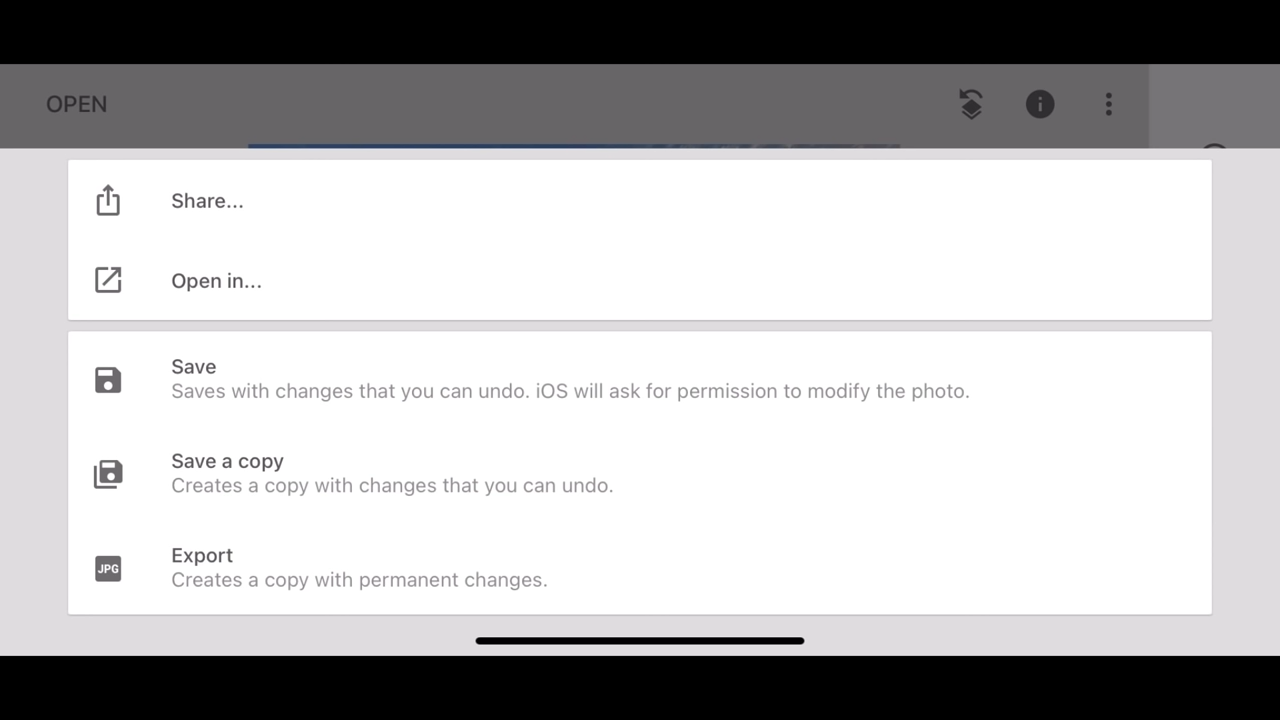 OPEN
Share...
Open in...
Save
Saves with changes that you can undo. iOS will ask for permission to modify the photo.
Save a copy
Creates a copy with changes that you can undo.
JPG
Export
Creates a copy with permanent changes.